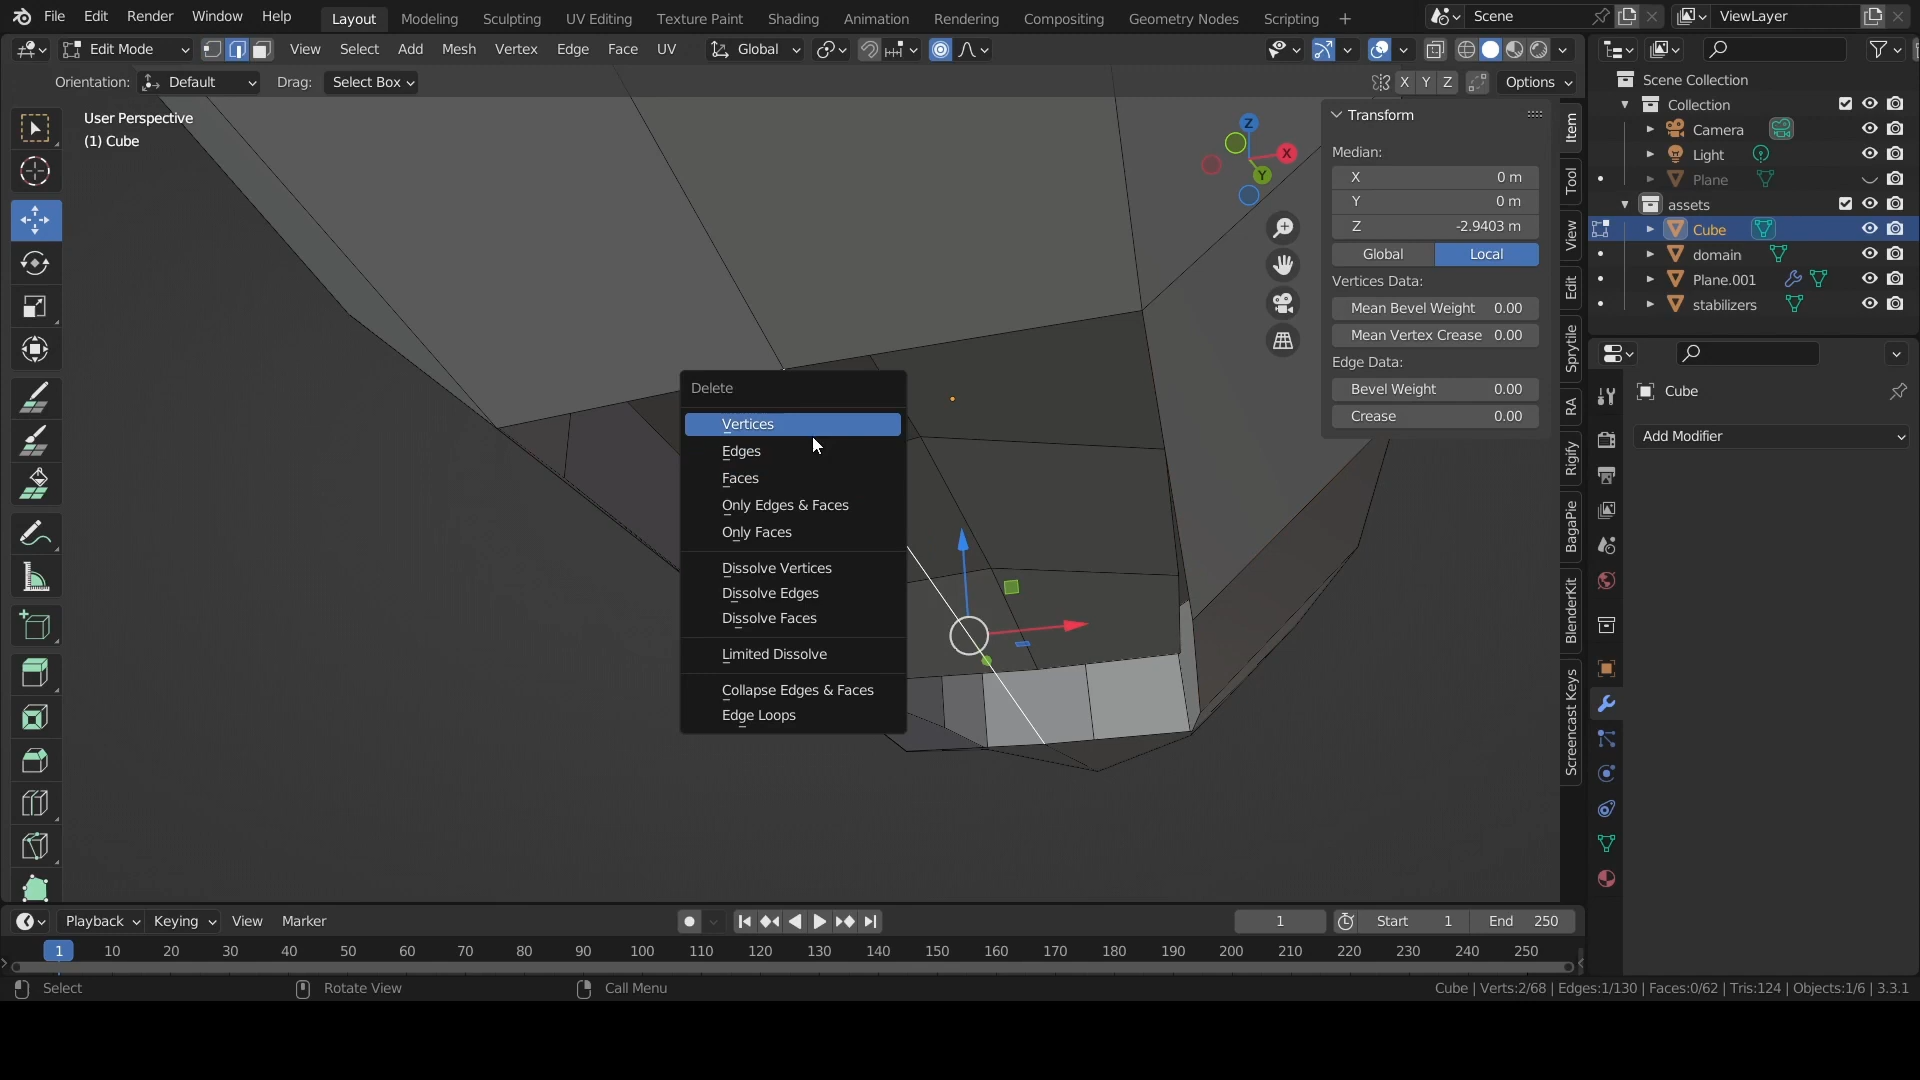 File Edit Render Window Help Layout Modeling Sculpting UV Editing Texture Paint Shading Animation Rendering Compositing Geometry Nodes Scripting + Scene ViewLayer
Edit Mode View Select Add Mesh Vertex Edge Face UV Global
Orientation: Default Drag: Select Box X Y Z Options
User Perspective
(1) Cube
Z
X
Y
Transform
Median:
X 0 m
Y 0 m
Z -2.9403 m
Global Local
Vertices Data:
Mean Bevel Weight 0.00
Mean Vertex Crease 0.00
Edge Data:
Bevel Weight 0.00
Crease 0.00
Item
Tool
View
Edit
Sprytile
RA
Rigify
BagaPie
BlenderKit
Screencast Keys
Scene Collection
Collection
Camera
Light
Plane
assets
Cube
domain
Plane.001
stabilizers
Cube
Add Modifier
Delete
Vertices
Edges
Faces
Only Edges & Faces
Only Faces
Dissolve Vertices
Dissolve Edges
Dissolve Faces
Limited Dissolve
Collapse Edges & Faces
Edge Loops
Playback Keying View Marker 1 Start 1 End 250
1 10 20 30 40 50 60 70 80 90 100 110 120 130 140 150 160 170 180 190 200 210 220 230 240 250
Select Rotate View Call Menu Cube | Verts:2/68 | Edges:1/130 | Faces:0/62 | Tris:124 | Objects:1/6 | 3.3.1